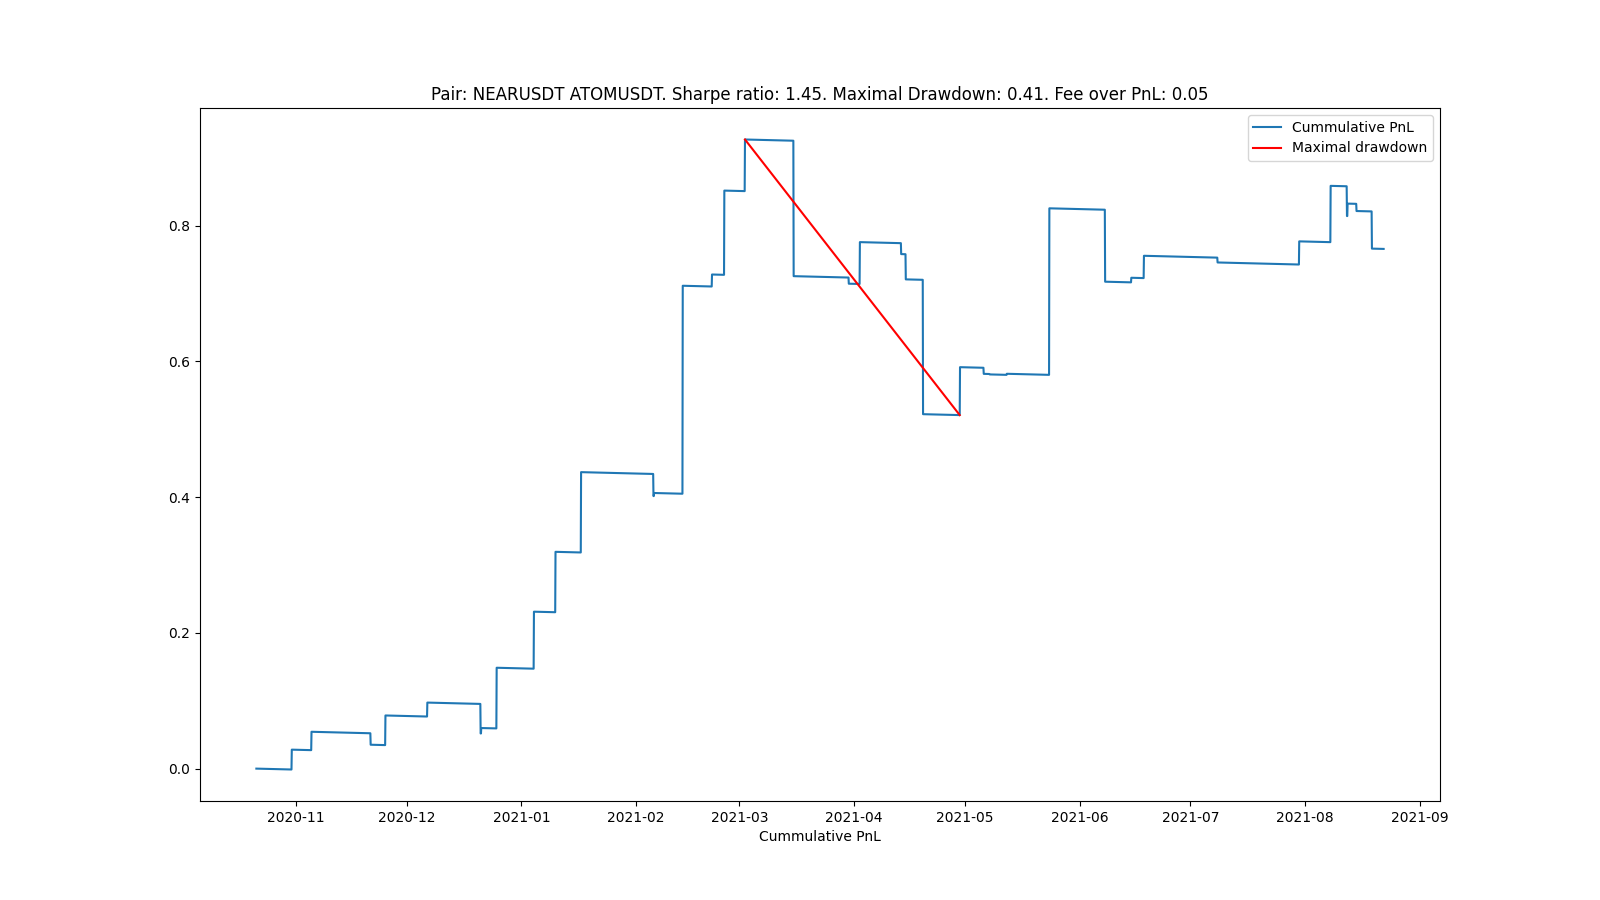 Pair: NEARUSDT ATOMUSDT. Sharpe ratio: 1.45. Maximal Drawdown: 0.41. Fee over PnL: 0.05
Cummulative PnL
Maximal drawdown
0.8
0.6
0.4
0.2
0.0
2020-11 2020-12 2021-01 2021-02 2021-03 2021-04 2021-05 2021-06 2021-07 2021-08 2021-09
Cummulative PnL